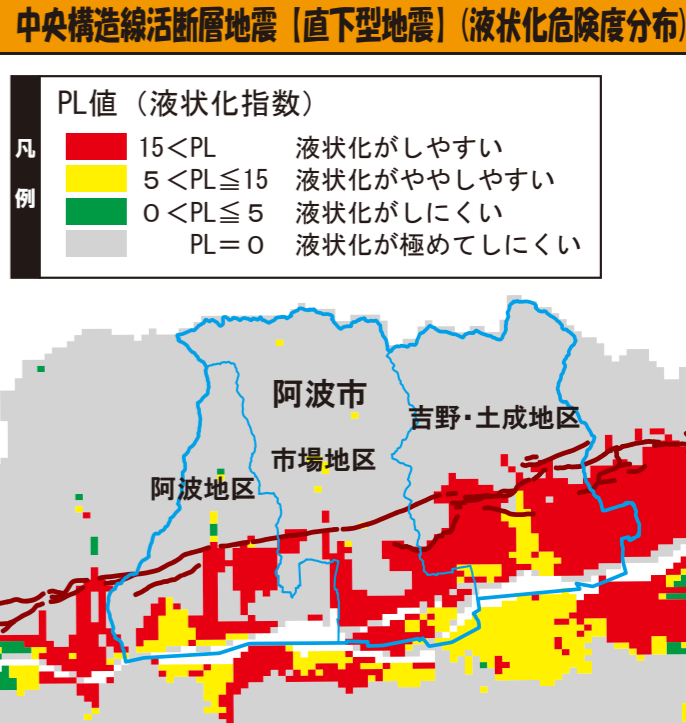 中央構造線活断層地震【直下型地震】(液状化危険度分布)
凡例
PL値（液状化指数）
15＜PL 液状化がしやすい
5＜PL≦15 液状化がややしやすい
0＜PL≦5 液状化がしにくい
PL＝0 液状化が極めてしにくい
阿波市
吉野・土成地区
市場地区
阿波地区